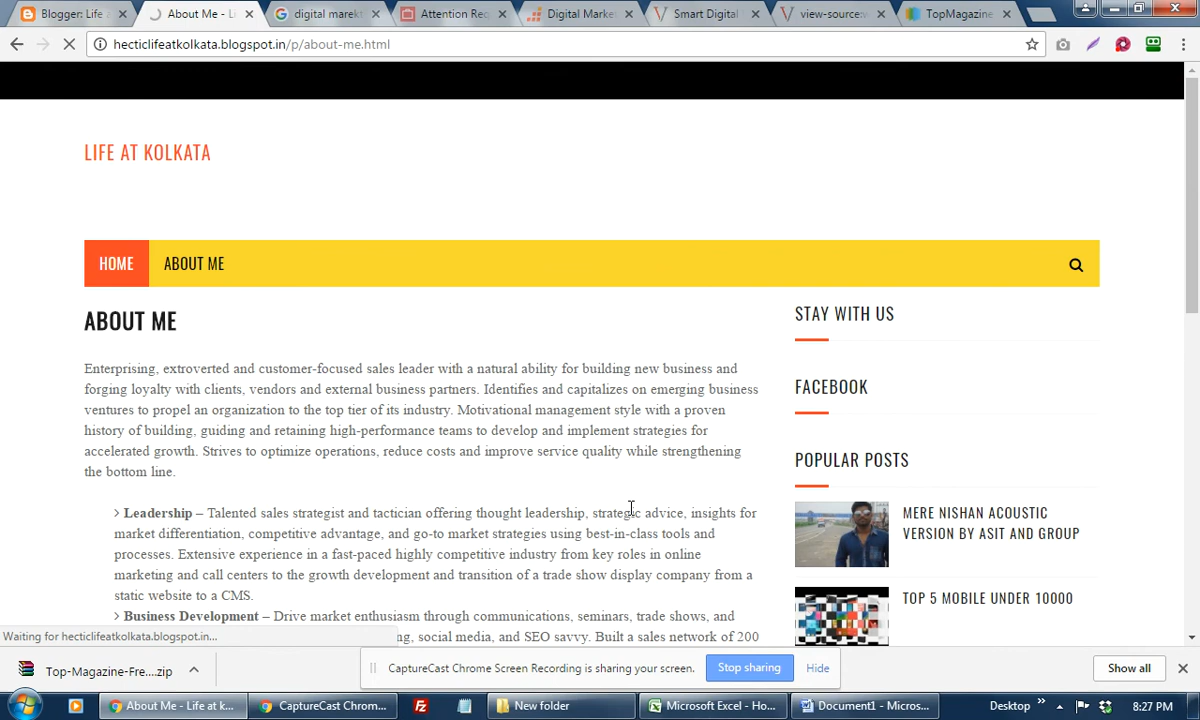 Blogger: Life
About Me - Li
digital marekt
Attention Rec
Digital Marke
Smart Digital
view-source:
TopMagazine
hecticlifeatkolkata.blogspot.in/p/about-me.html
LIFE AT KOLKATA
HOME
ABOUT ME
ABOUT ME
Enterprising, extroverted and customer-focused sales leader with a natural ability for building new business and
forging loyalty with clients, vendors and external business partners. Identifies and capitalizes on emerging business
ventures to propel an organization to the top tier of its industry. Motivational management style with a proven
history of building, guiding and retaining high-performance teams to develop and implement strategies for
accelerated growth. Strives to optimize operations, reduce costs and improve service quality while strengthening
the bottom line.
> Leadership – Talented sales strategist and tactician offering thought leadership, strategic advice, insights for
market differentiation, competitive advantage, and go-to market strategies using best-in-class tools and
processes. Extensive experience in a fast-paced highly competitive industry from key roles in online
marketing and call centers to the growth development and transition of a trade show display company from a
static website to a CMS.
> Business Development – Drive market enthusiasm through communications, seminars, trade shows, and
ng, social media, and SEO savvy. Built a sales network of 200
STAY WITH US
FACEBOOK
POPULAR POSTS
MERE NISHAN ACOUSTIC
VERSION BY ASIT AND GROUP
TOP 5 MOBILE UNDER 10000
Waiting for hecticlifeatkolkata.blogspot.in...
Top-Magazine-Fre....zip
CaptureCast Chrome Screen Recording is sharing your screen.
Stop sharing
Hide
Show all
About Me - Life at k...
CaptureCast Chrom...
New folder
Microsoft Excel - Ho...
Document1 - Micros...
Desktop
8:27 PM